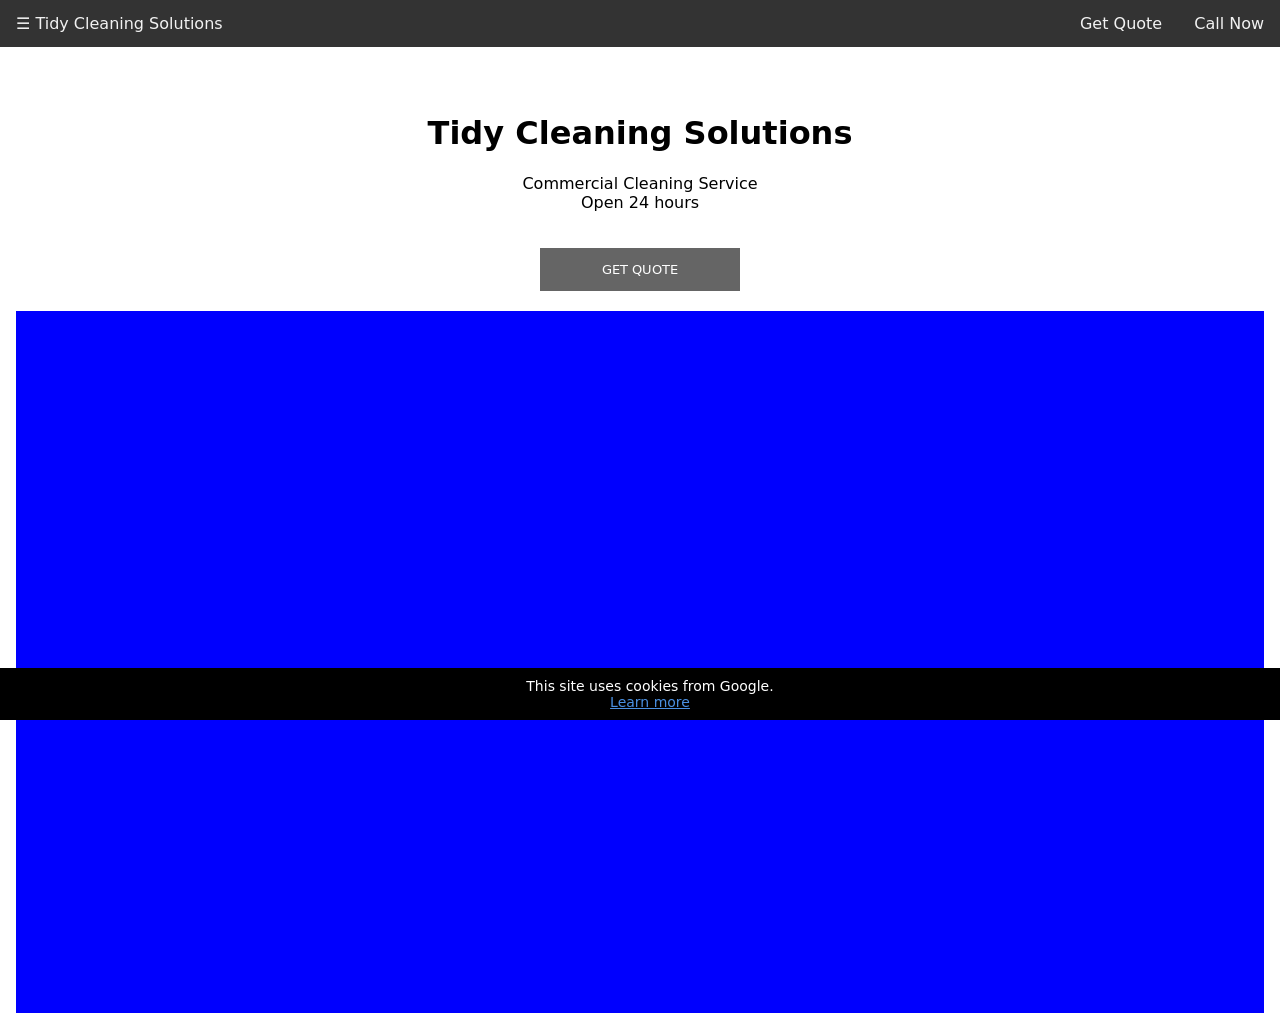 ☰ Tidy Cleaning Solutions
Get Quote
Call Now
Tidy Cleaning Solutions
Commercial Cleaning Service
Open 24 hours
GET QUOTE
This site uses cookies from Google.
Learn more